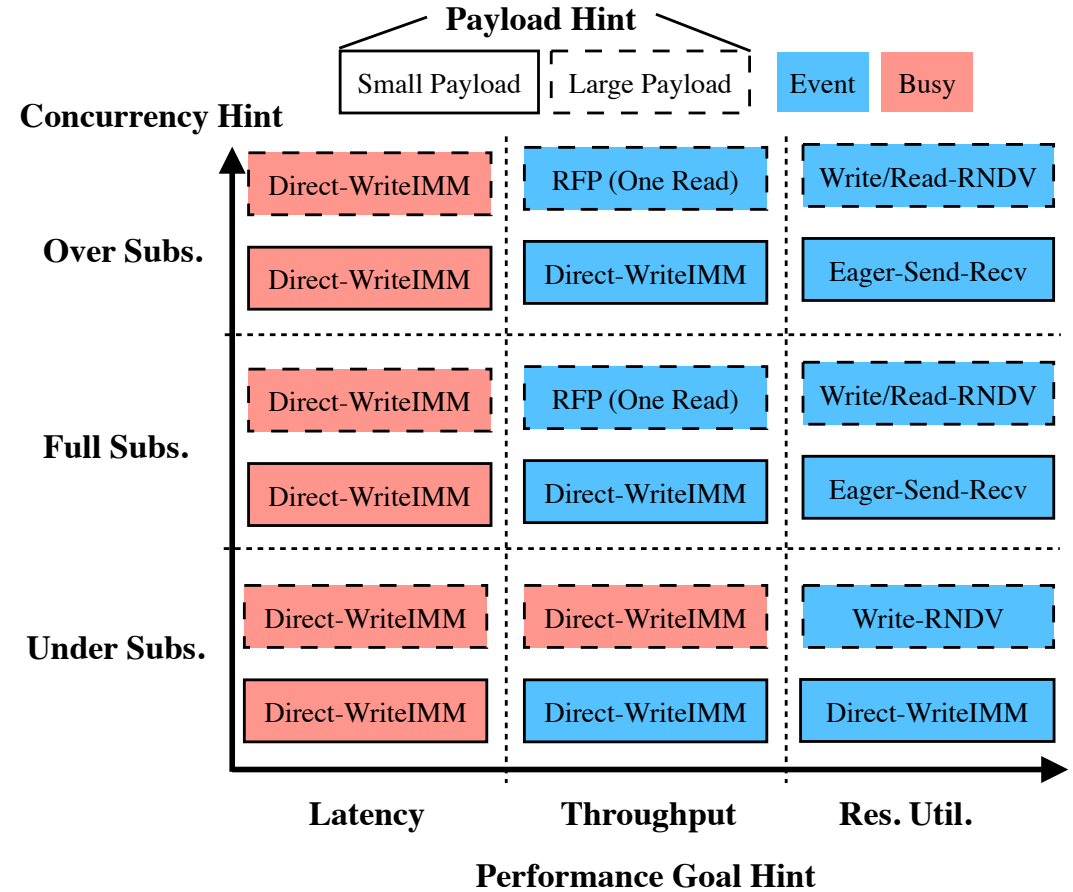 Payload Hint
Small Payload Large Payload Event Busy
Concurrency Hint
Direct-WriteIMM RFP (One Read) Write/Read-RNDV
Over Subs.
Direct-WriteIMM Direct-WriteIMM Eager-Send-Recv
Direct-WriteIMM RFP (One Read) Write/Read-RNDV
Full Subs.
Direct-WriteIMM Direct-WriteIMM Eager-Send-Recv
Direct-WriteIMM Direct-WriteIMM Write-RNDV
Under Subs.
Direct-WriteIMM Direct-WriteIMM Direct-WriteIMM
Latency Throughput Res. Util.
Performance Goal Hint